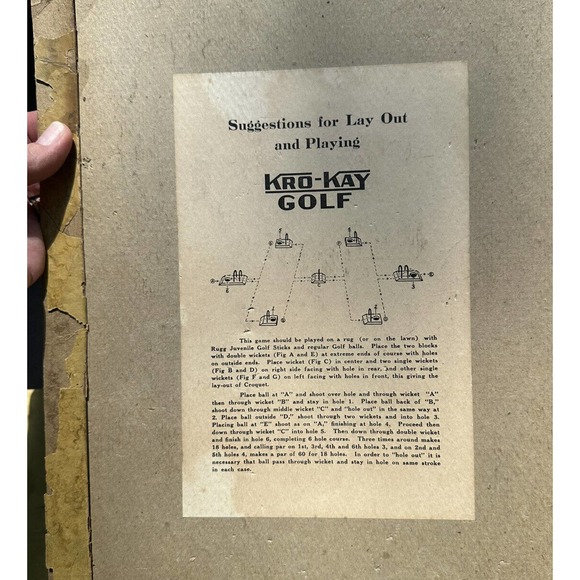 Suggestions for Lay Out
and Playing
KRO-KAY
GOLF
This game should be played on a rug (or on the lawn) with
Rugg Juvenile Golf Sticks and regular Golf balls. Place the two blocks
with double wickets (Fig A and E) at extreme ends of course with holes
on outside ends. Place wicket (Fig C) in center and two single wickets
(Fig B and D) on right side facing with hole in rear, and other single
wickets (Fig F and G) on left facing with holes in front, this giving the
lay-out of Croquet.
Place ball at "A" and shoot over hole and through wicket "A"
than through wicket "B" and stay in hole 1. Place ball back of "B,"
shoot down through middle wicket "C" and "hole out" in the same way at
2. Place ball outside "D," shoot through two wickets and into hole 3.
Placing ball at "E" shoot as on "A," finishing at hole 4. Proceed then
down through wicket "C" into hole 5. Then down through double wicket
and finish in hole 6, completing 6 hole course. Three times around makes
18 holes, and calling par on 1st, 3rd, 4th and 6th holes 3, and on 2nd and
5th holes 4, makes a par of 60 for 18 holes. In order to "hole out" it is
necessary that ball pass through wicket and stay in hole on same stroke
in each case.